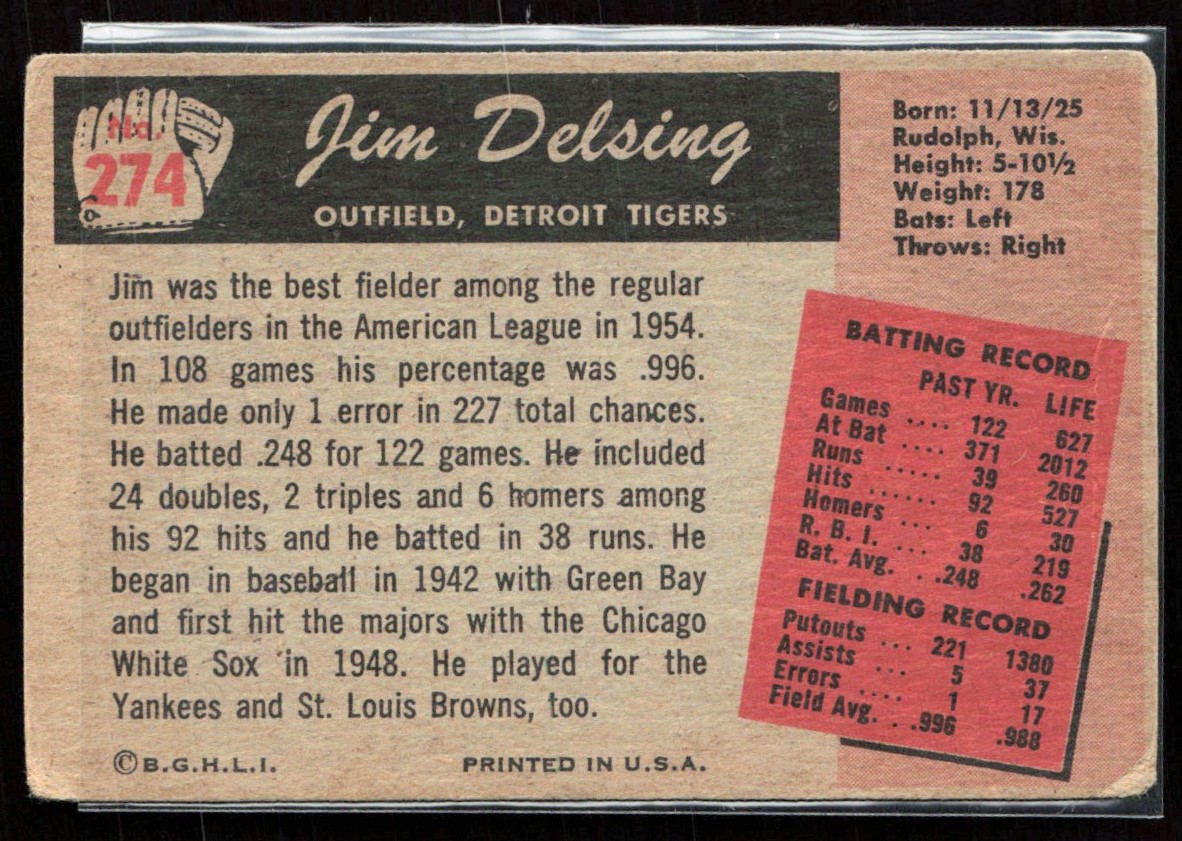 No.
274
Jim Delsing
OUTFIELD, DETROIT TIGERS
Born: 11/13/25
Rudolph, Wis.
Height: 5-10½
Weight: 178
Bats: Left
Throws: Right
Jim was the best fielder among the regular
outfielders in the American League in 1954.
In 108 games his percentage was .996.
He made only 1 error in 227 total chances.
He batted .248 for 122 games. He included
24 doubles, 2 triples and 6 homers among
his 92 hits and he batted in 38 runs. He
began in baseball in 1942 with Green Bay
and first hit the majors with the Chicago
White Sox in 1948. He played for the
Yankees and St. Louis Browns, too.
©B.G.H.L.I. PRINTED IN U.S.A.
BATTING RECORD
PAST YR. LIFE
Games .... 122 627
At Bat .... 371 2012
Runs ..... 39 260
Hits ...... 92 527
Homers ... 6 30
R. B. I. .... 38 219
Bat. Avg. . .248 .262
FIELDING RECORD
Putouts ... 221 1380
Assists ... 5 37
Errors .... 1 17
Field Avg. . .996 .988